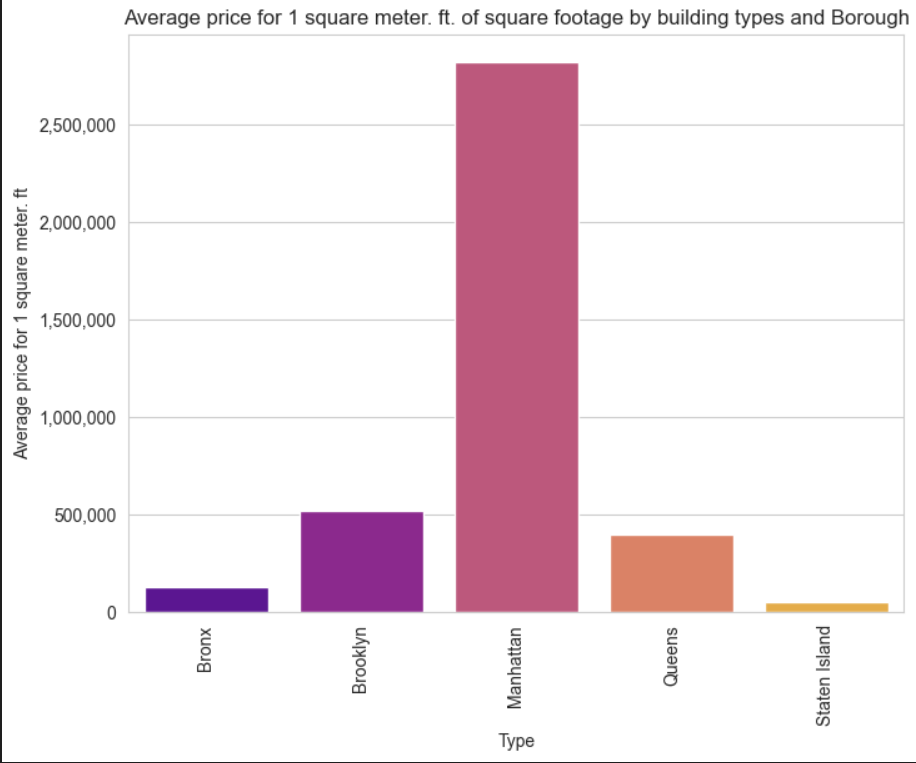 Average price for 1 square meter. ft. of square footage by building types and Borough
Average price for 1 square meter. ft
2,500,000
2,000,000
1,500,000
1,000,000
500,000
0
Bronx
Brooklyn
Manhattan
Queens
Staten Island
Type